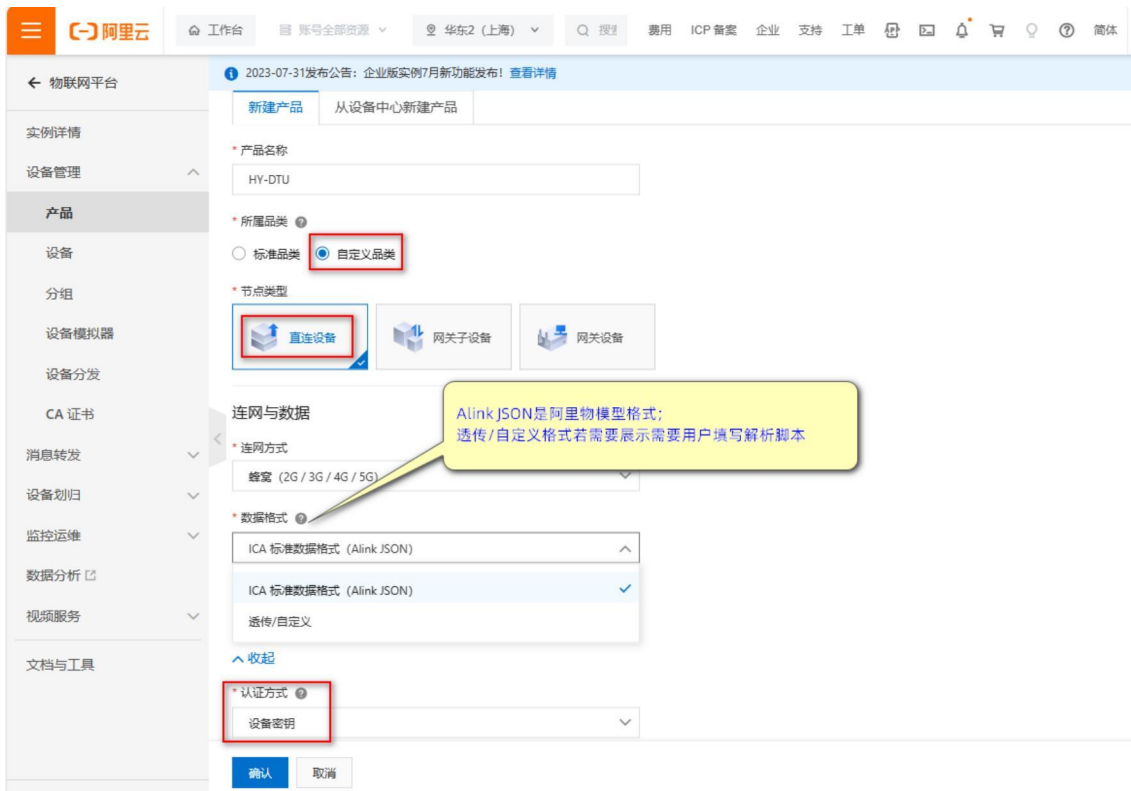 阿里云 工作台 账号全部资源 华东2（上海） 费用 ICP 备案 企业 支持 工单 简体
物联网平台
2023-07-31发布公告：企业版实例7月新功能发布！查看详情
新建产品 从设备中心新建产品
实例详情
设备管理
产品
设备
分组
设备模拟器
设备分发
CA 证书
消息转发
设备划归
监控运维
数据分析
视频服务
文档与工具
* 产品名称
HY-DTU
* 所属品类
标准品类 自定义品类
* 节点类型
直连设备 网关子设备 网关设备
连网与数据
Alink JSON是阿里物模型格式；
透传/自定义格式若需要展示需要用户填写解析脚本
* 连网方式
蜂窝（2G / 3G / 4G / 5G）
* 数据格式
ICA 标准数据格式（Alink JSON）
ICA 标准数据格式（Alink JSON）
透传/自定义
收起
* 认证方式
设备密钥
确认 取消